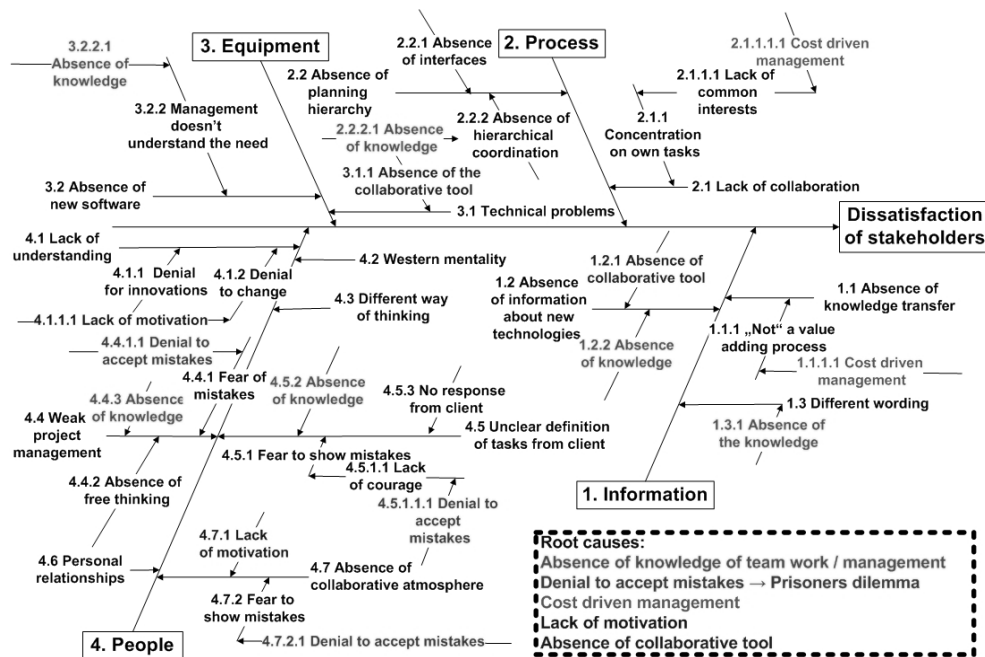 3. Equipment
3.2.2.1
Absence of
knowledge
3.2.2 Management
doesn't
understand the need
3.2 Absence of
new software
3.1.1 Absence of the
collaborative tool
3.1 Technical problems
2. Process
2.2.1 Absence
of interfaces
2.2 Absence of
planning
hierarchy
2.2.2 Absence of
hierarchical
coordination
2.2.2.1 Absence
of knowledge
2.1.1.1.1 Cost driven
management
2.1.1.1 Lack of
common
interests
2.1.1
Concentration
on own tasks
2.1 Lack of collaboration
Dissatisfaction
of stakeholders
4.1 Lack of
understanding
4.1.1 Denial
for innovations
4.1.2 Denial
to change
4.1.1.1 Lack of motivation
4.2 Western mentality
4.3 Different way
of thinking
4.4.1.1 Denial to
accept mistakes
4.4.1 Fear of
mistakes
4.4.3 Absence
of knowledge
4.4 Weak
project
management
4.4.2 Absence of
free thinking
4.5.2 Absence
of knowledge
4.5.3 No response
from client
4.5 Unclear definition
of tasks from client
4.5.1 Fear to show mistakes
4.5.1.1 Lack
of courage
4.5.1.1.1 Denial to
accept
mistakes
4.6 Personal
relationships
4.7.1 Lack
of motivation
4.7 Absence of
collaborative atmosphere
4.7.2 Fear to
show mistakes
4.7.2.1 Denial to accept mistakes
4. People
1.2.1 Absence of
collaborative tool
1.2 Absence
of information
about new
technologies
1.2.2 Absence
of knowledge
1.1 Absence of
knowledge transfer
1.1.1 „Not“ a value
adding process
1.1.1.1 Cost driven
management
1.3 Different wording
1.3.1 Absence of
the knowledge
1. Information
Root causes:
Absence of knowledge of team work / management
Denial to accept mistakes → Prisoners dilemma
Cost driven management
Lack of motivation
Absence of collaborative tool